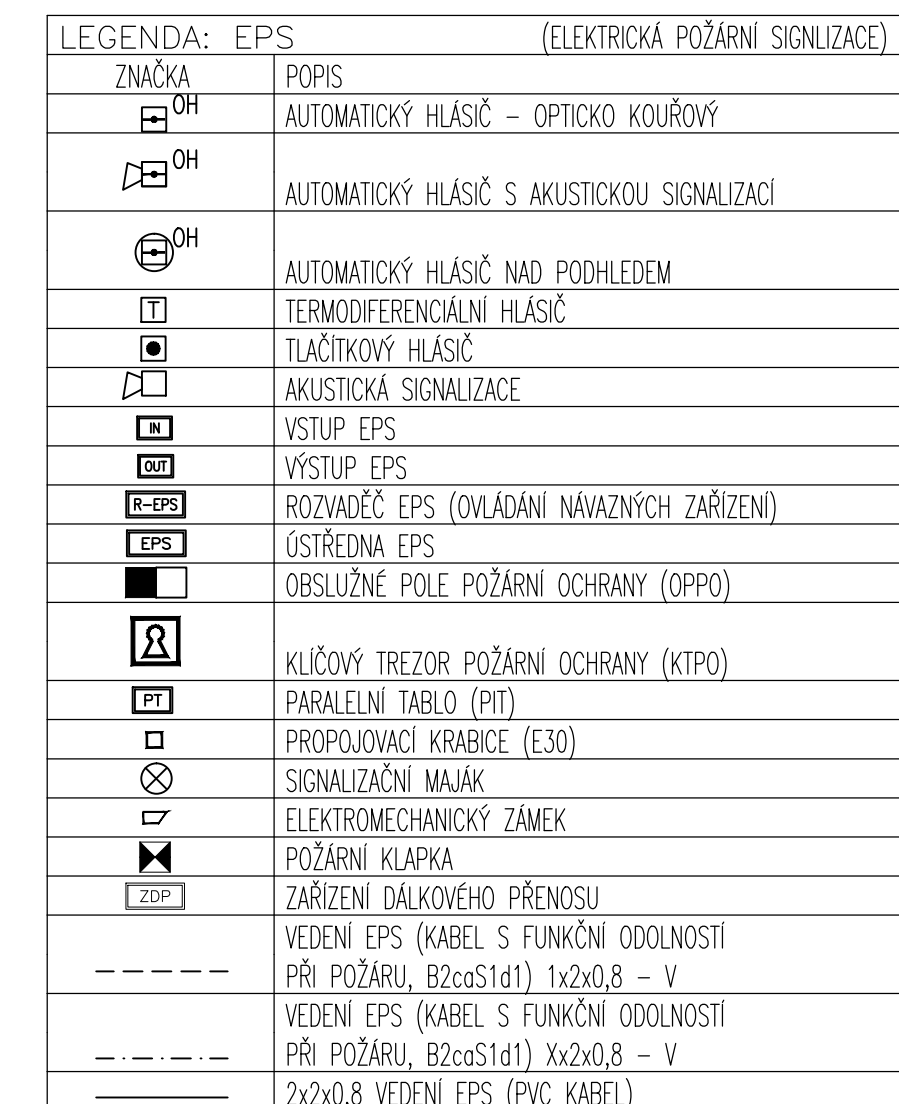 LEGENDA: EPS (ELEKTRICKÁ POŽÁRNÍ SIGNLIZACE)
ZNAČKA POPIS
OH AUTOMATICKÝ HLÁSIČ – OPTICKO KOUŘOVÝ
OH
AUTOMATICKÝ HLÁSIČ S AKUSTICKOU SIGNALIZACÍ
OH
AUTOMATICKÝ HLÁSIČ NAD PODHLEDEM
T TERMODIFERENCIÁLNÍ HLÁSIČ
TLAČÍTKOVÝ HLÁSIČ
AKUSTICKÁ SIGNALIZACE
IN VSTUP EPS
OUT VÝSTUP EPS
R-EPS ROZVADĚČ EPS (OVLÁDÁNÍ NÁVAZNÝCH ZAŘÍZENÍ)
EPS ÚSTŘEDNA EPS
OBSLUŽNÉ POLE POŽÁRNÍ OCHRANY (OPPO)
KLÍČOVÝ TREZOR POŽÁRNÍ OCHRANY (KTPO)
PT PARALELNÍ TABLO (PIT)
PROPOJOVACÍ KRABICE (E30)
SIGNALIZAČNÍ MAJÁK
ELEKTROMECHANICKÝ ZÁMEK
POŽÁRNÍ KLAPKA
ZDP ZAŘÍZENÍ DÁLKOVÉHO PŘENOSU
VEDENÍ EPS (KABEL S FUNKČNÍ ODOLNOSTÍ
PŘI POŽÁRU, B2caS1d1) 1x2x0,8 – V
VEDENÍ EPS (KABEL S FUNKČNÍ ODOLNOSTÍ
PŘI POŽÁRU, B2caS1d1) Xx2x0,8 – V
2x2x0,8 VEDENÍ EPS (PVC KABEL)